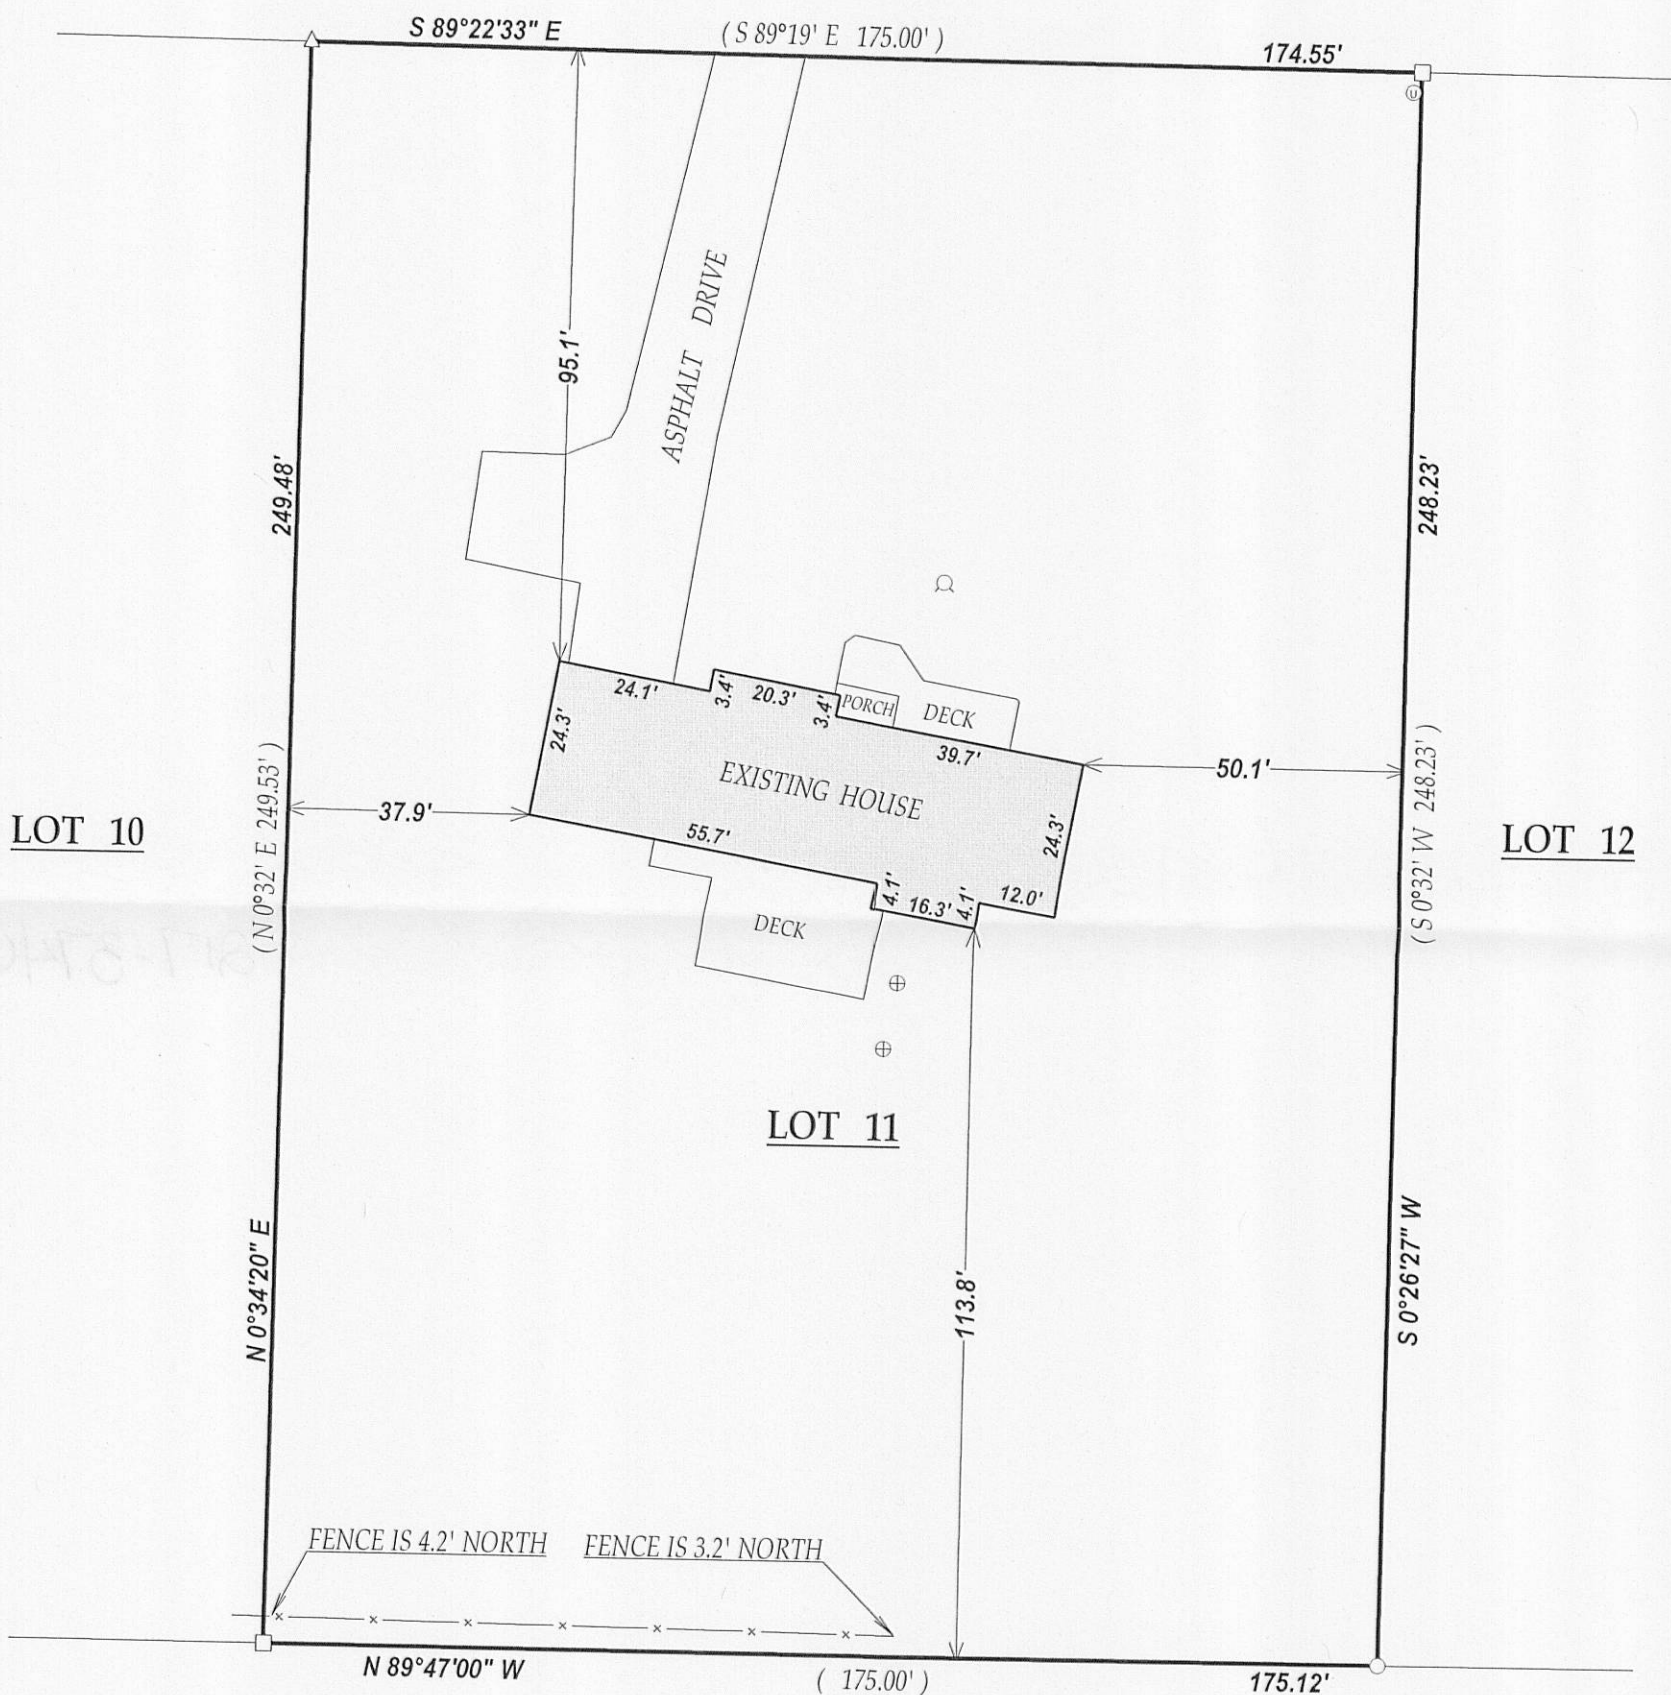 S 89°22'33" E
( S 89°19' E 175.00' )
174.55'
U
95.1'
ASPHALT DRIVE
249.48'
248.23'
24.1'
3.4'
20.3'
3.4'
PORCH
DECK
39.7'
24.3'
EXISTING HOUSE
50.1'
37.9'
55.7'
24.3'
4.1'
16.3'
4.1'
12.0'
DECK
LOT 10
( N 0°32' E 249.53' )
( S 0°32' W 248.23' )
LOT 12
LOT 11
113.8'
N 0°34'20" E
S 0°26'27" W
FENCE IS 4.2' NORTH
FENCE IS 3.2' NORTH
N 89°47'00" W
( 175.00' )
175.12'